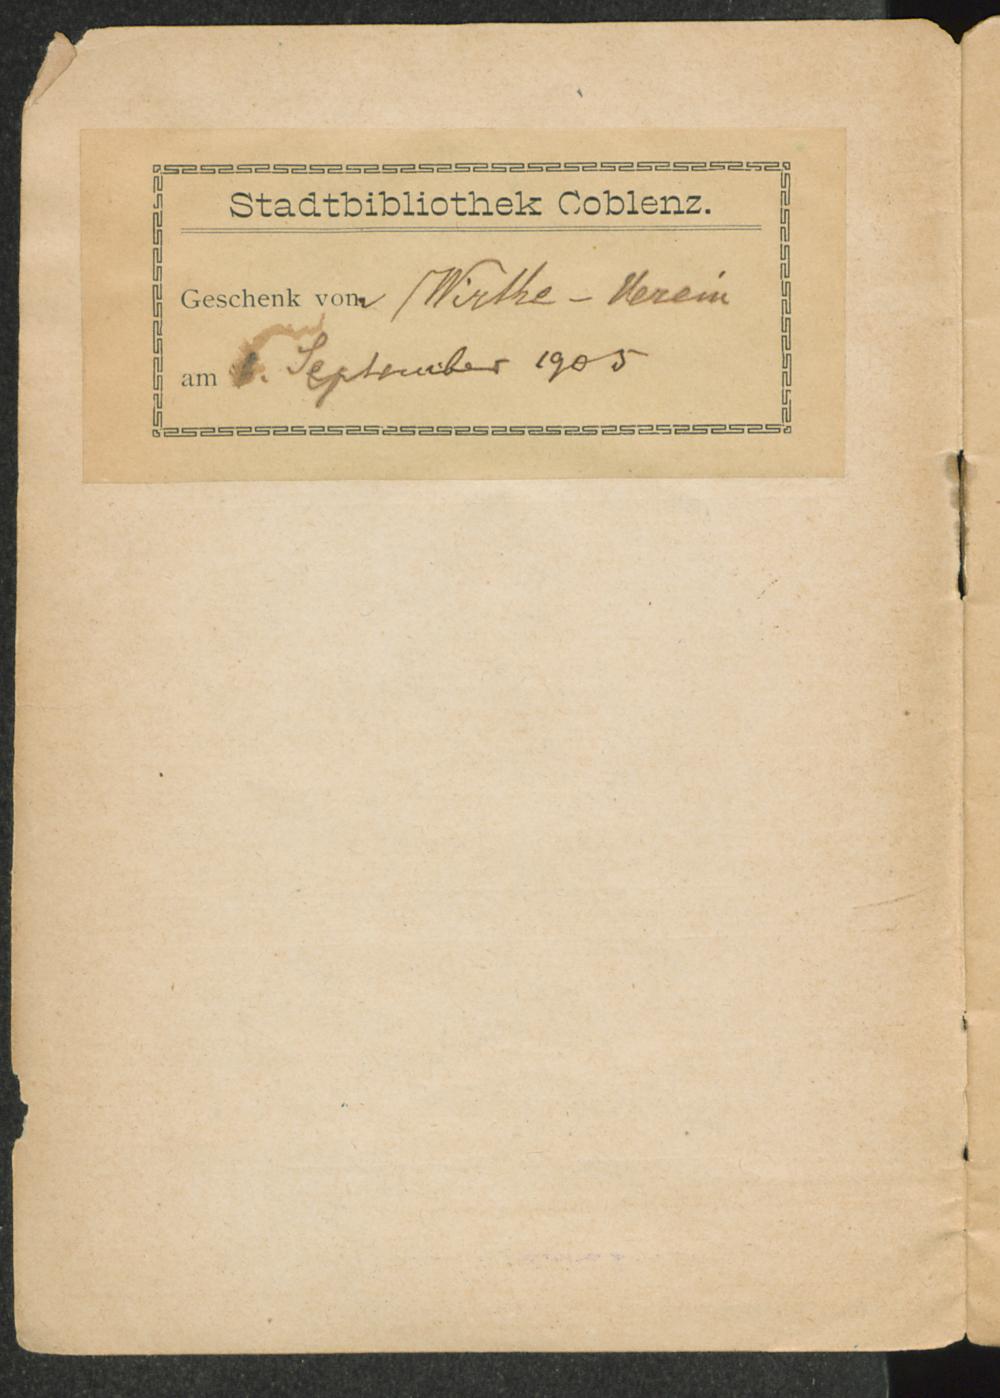 Stadtbibliothek Coblenz.
Geschenk vom Wirthe-Verein
am September 1905